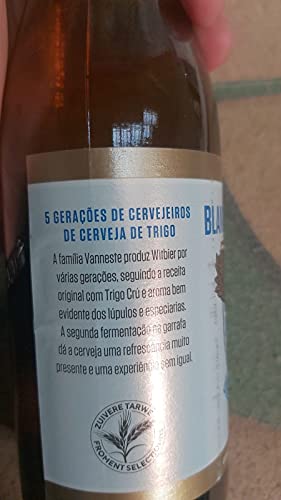 5 GERAÇÕES DE CERVEJEIROS
DE CERVEJA DE TRIGO
A família Vanneste produz Witbier por
várias gerações, seguindo a receita
original com Trigo Crú e aroma bem
evidente dos lúpulos e especiarias.
A segunda fermentação na garrafa
dá a cerveja uma refrescância muito
presente e uma experiência sem igual.
ZUIVERE TARWE
FROMENT SELECT